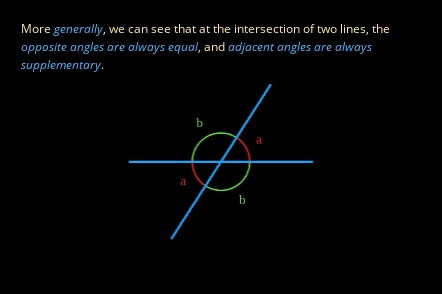 More generally, we can see that at the intersection of two lines, the
opposite angles are always equal, and adjacent angles are always
supplementary.
b
a
a
b